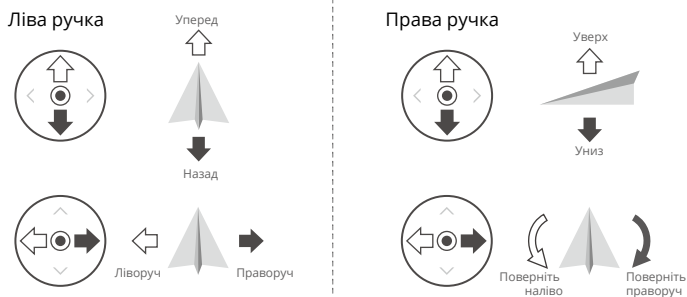 Ліва ручка
Уперед
Назад
Ліворуч
Праворуч
Права ручка
Уверх
Униз
Поверніть
наліво
Поверніть
праворуч